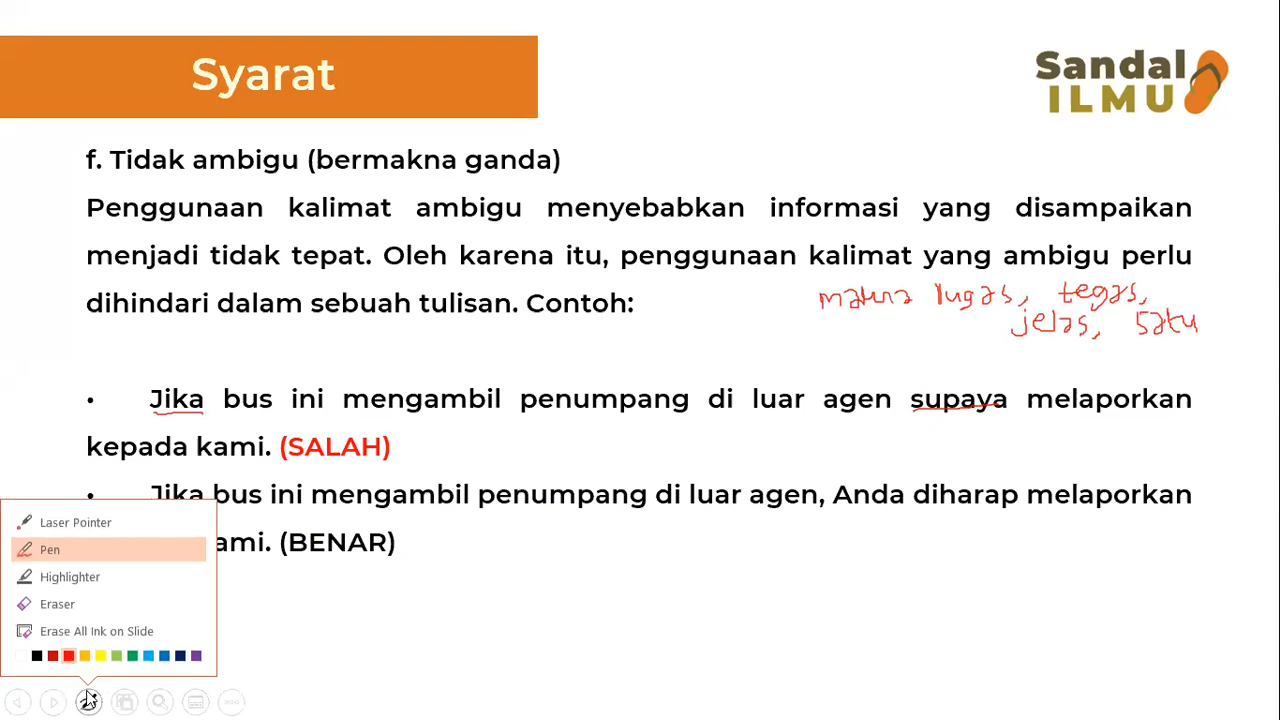 Syarat
Sandal
ILMU
f. Tidak ambigu (bermakna ganda)
Penggunaan kalimat ambigu menyebabkan informasi yang disampaikan
menjadi tidak tepat. Oleh karena itu, penggunaan kalimat yang ambigu perlu
dihindari dalam sebuah tulisan. Contoh:
lugas, tegas,
jelas, satu
• Jika bus ini mengambil penumpang di luar agen supaya melaporkan
kepada kami. (SALAH)
• Jika bus ini mengambil penumpang di luar agen, Anda diharap melaporkan
ami. (BENAR)
Laser Pointer
Pen
Highlighter
Eraser
Erase All Ink on Slide